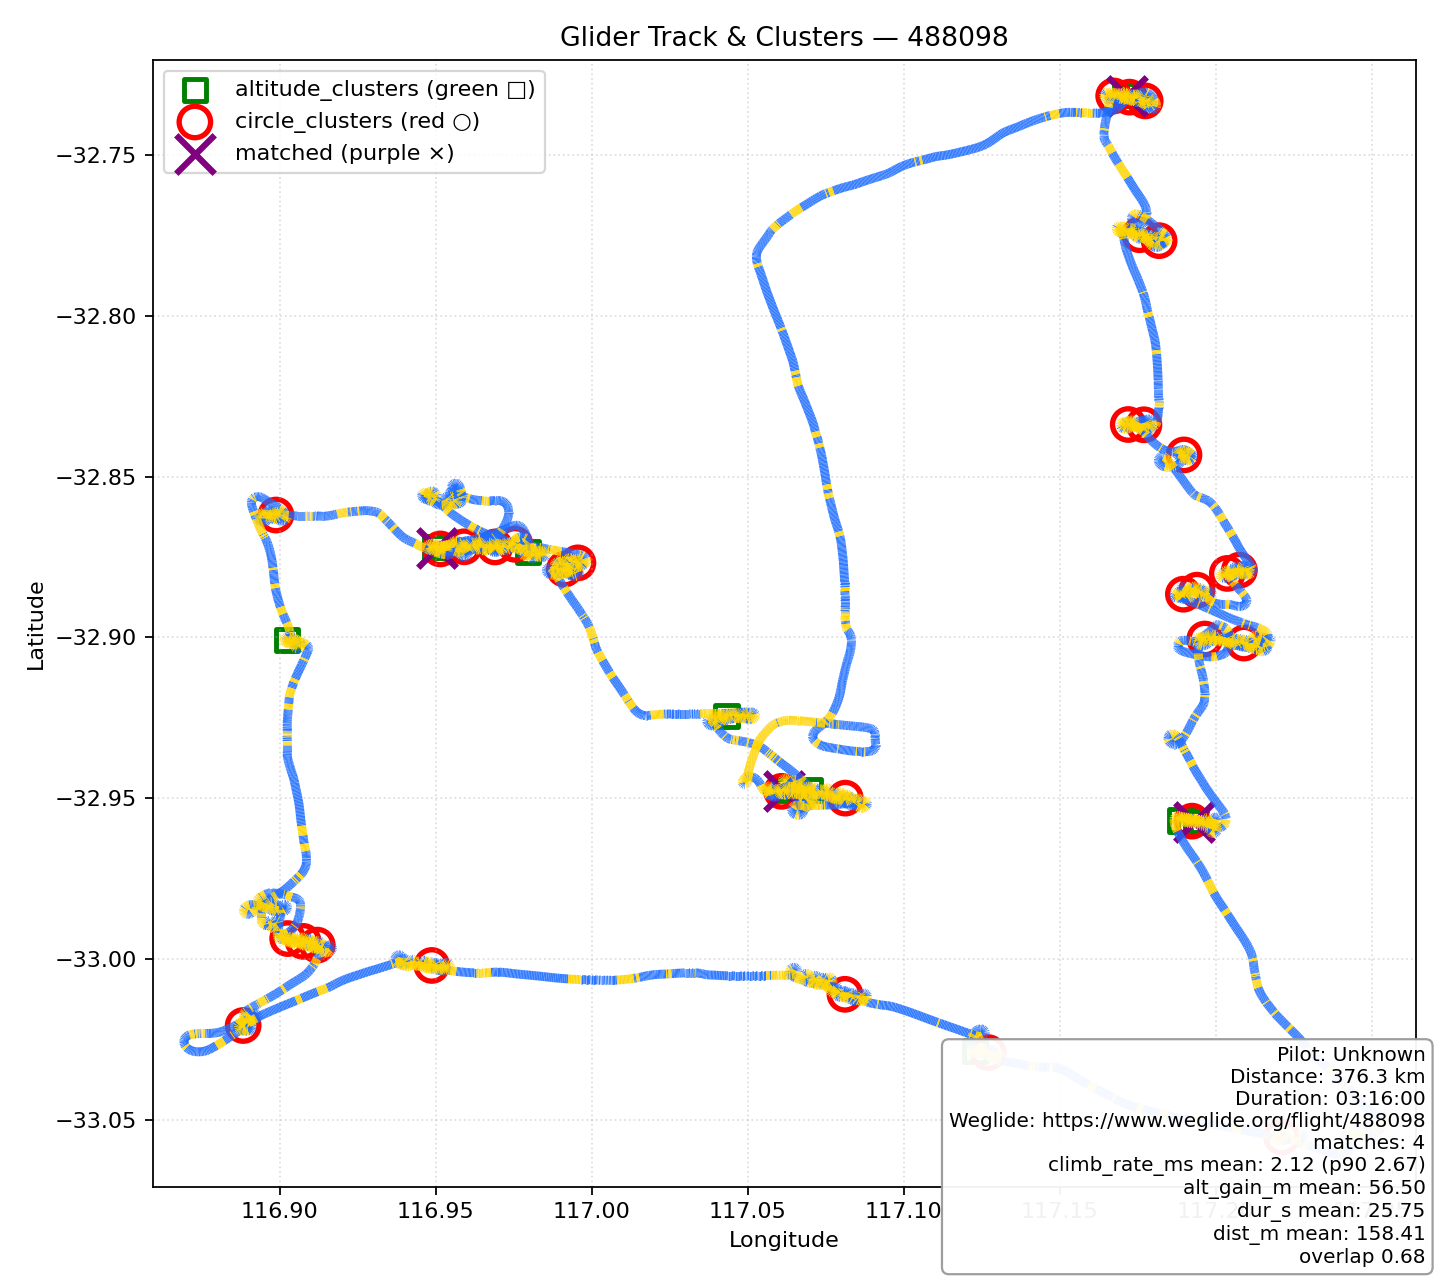 Glider Track & Clusters — 488098
altitude_clusters (green □)
circle_clusters (red ○)
matched (purple ×)
−32.75
−32.80
−32.85
−32.90
−32.95
−33.00
−33.05
Latitude
116.90 116.95 117.00 117.05 117.10 117.15
Longitude
Pilot: Unknown
Distance: 376.3 km
Duration: 03:16:00
Weglide: https://www.weglide.org/flight/488098
matches: 4
climb_rate_ms mean: 2.12 (p90 2.67)
alt_gain_m mean: 56.50
dur_s mean: 25.75
dist_m mean: 158.41
overlap 0.68